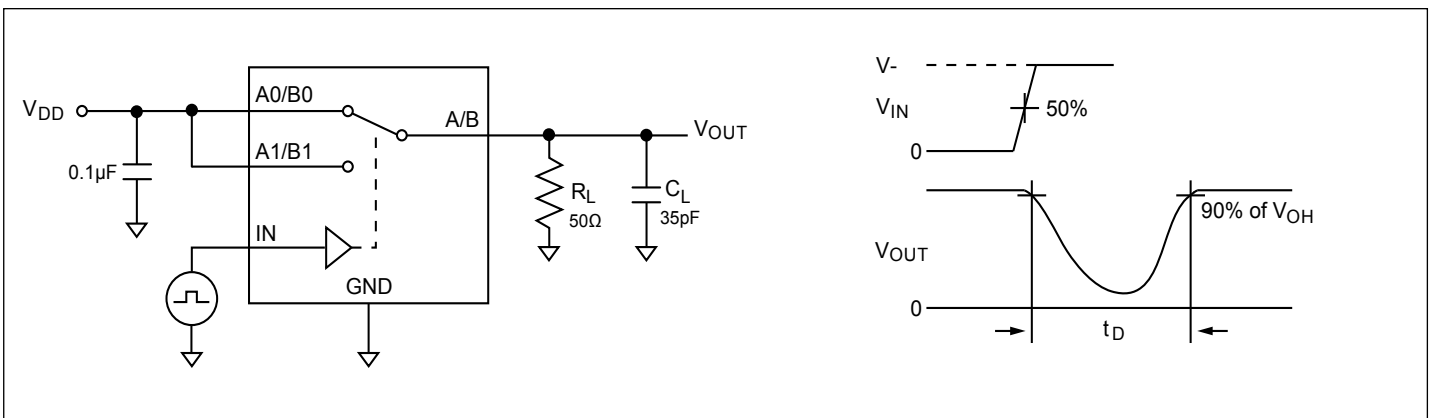 V_DD
0.1µF
A0/B0
A1/B1
IN
GND
A/B
R_L
50Ω
C_L
35pF
V_OUT
V-
V_IN
50%
0
90% of V_OH
V_OUT
0
t_D